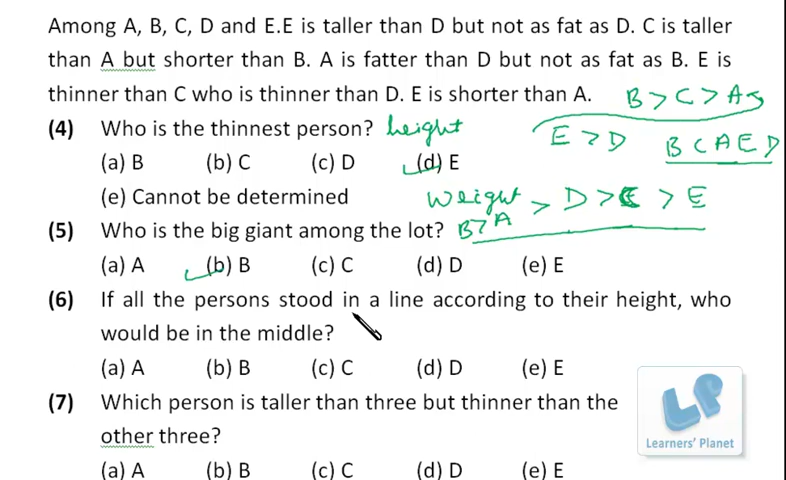 Among A, B, C, D and E.E is taller than D but not as fat as D. C is taller
than A but shorter than B. A is fatter than D but not as fat as B. E is
thinner than C who is thinner than D. E is shorter than A.
B > C > A >
(4) Who is the thinnest person? height
E > D
B C A E D
(a) B (b) C (c) D (d) E
(e) Cannot be determined
weight > D > C > E
(5) Who is the big giant among the lot? B > A
(a) A (b) B (c) C (d) D (e) E
(6) If all the persons stood in a line according to their height, who
would be in the middle?
(a) A (b) B (c) C (d) D (e) E
(7) Which person is taller than three but thinner than the
other three?
(a) A (b) B (c) C (d) D (e) E
LP
Learners' Planet